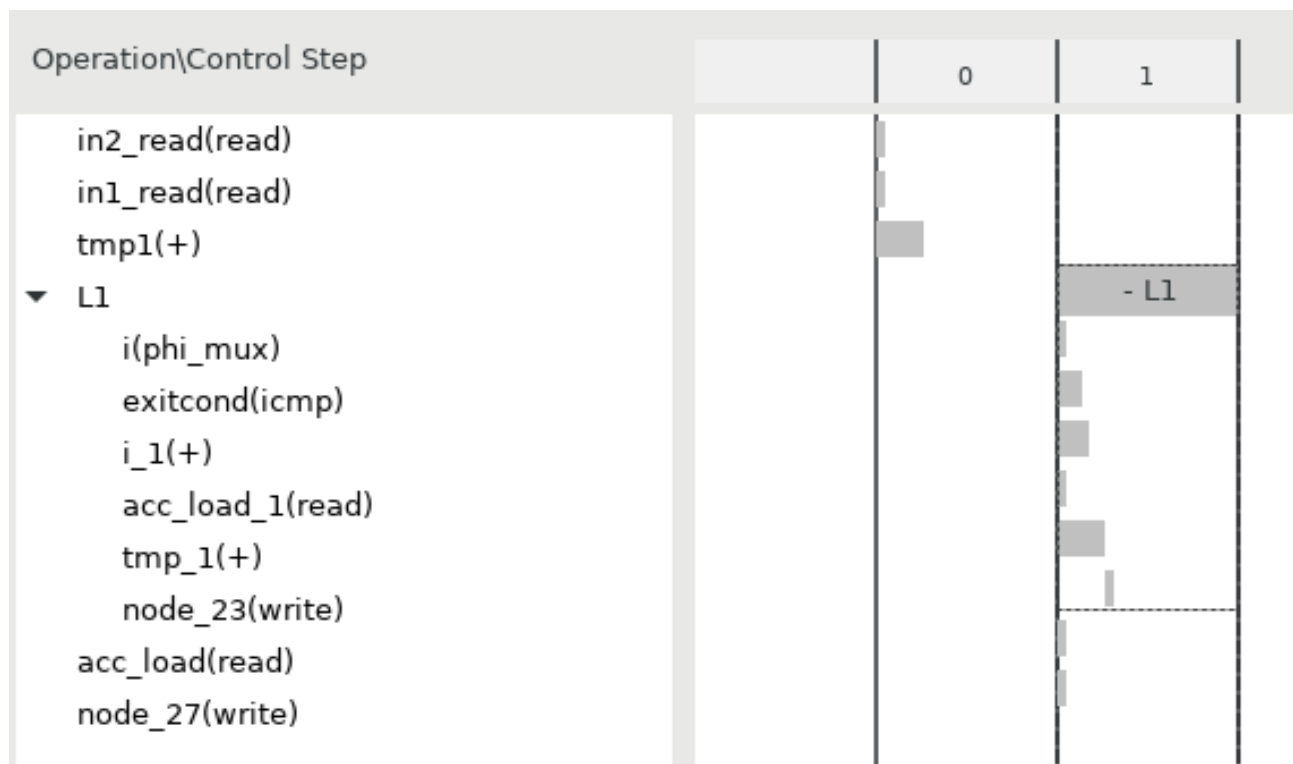 Operation\Control Step
0
1
in2_read(read)
in1_read(read)
tmp1(+)
L1
- L1
i(phi_mux)
exitcond(icmp)
i_1(+)
acc_load_1(read)
tmp_1(+)
node_23(write)
acc_load(read)
node_27(write)